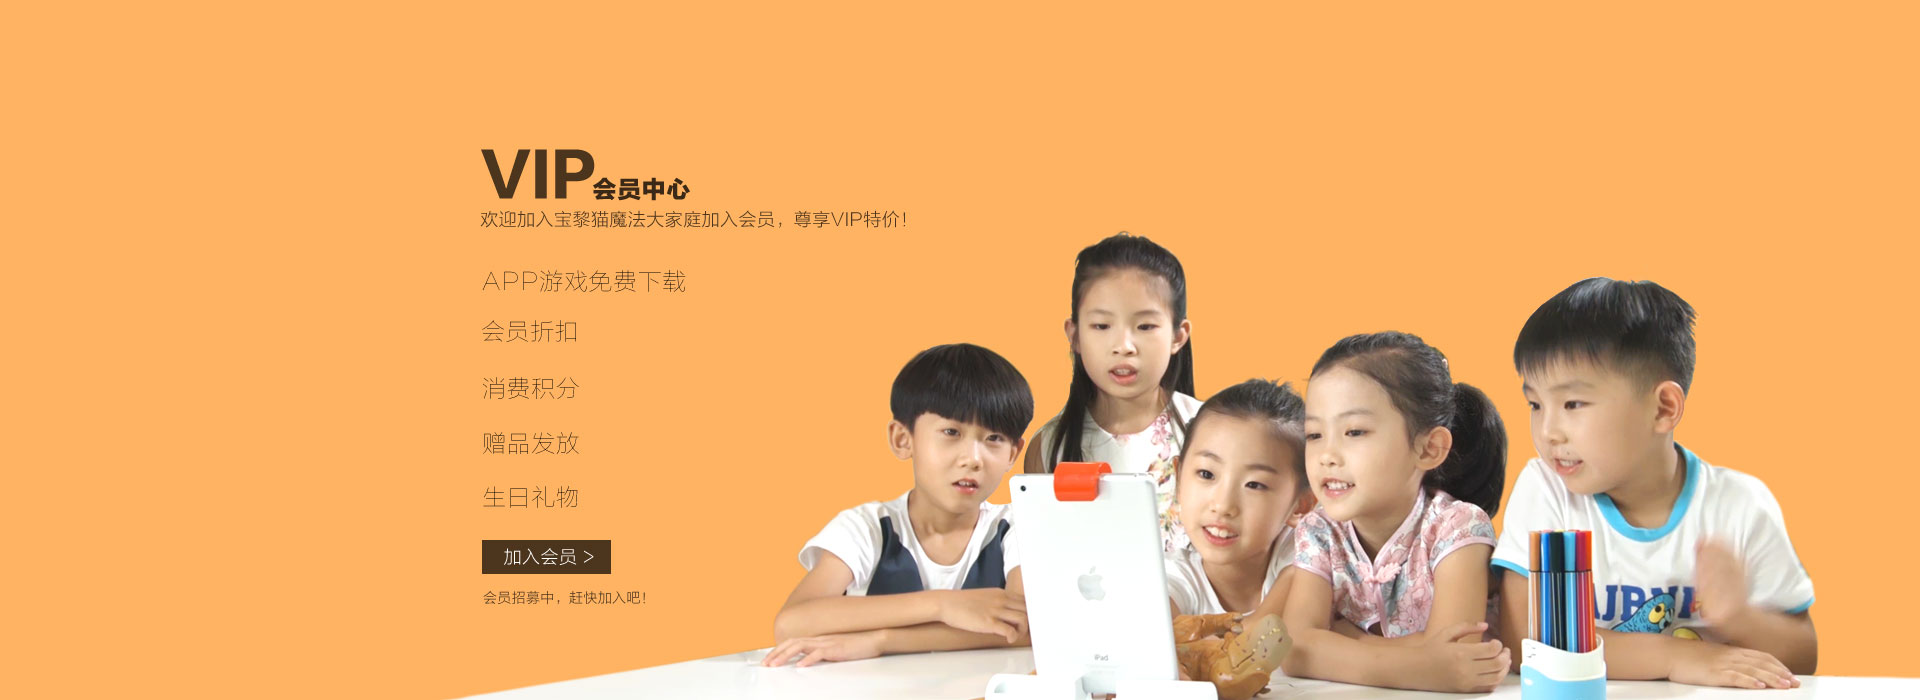 VIP会员中心
欢迎加入宝黎猫魔法大家庭加入会员，尊享VIP特价！
APP游戏免费下载
会员折扣
消费积分
赠品发放
生日礼物
加入会员 >
会员招募中，赶快加入吧！
iPad